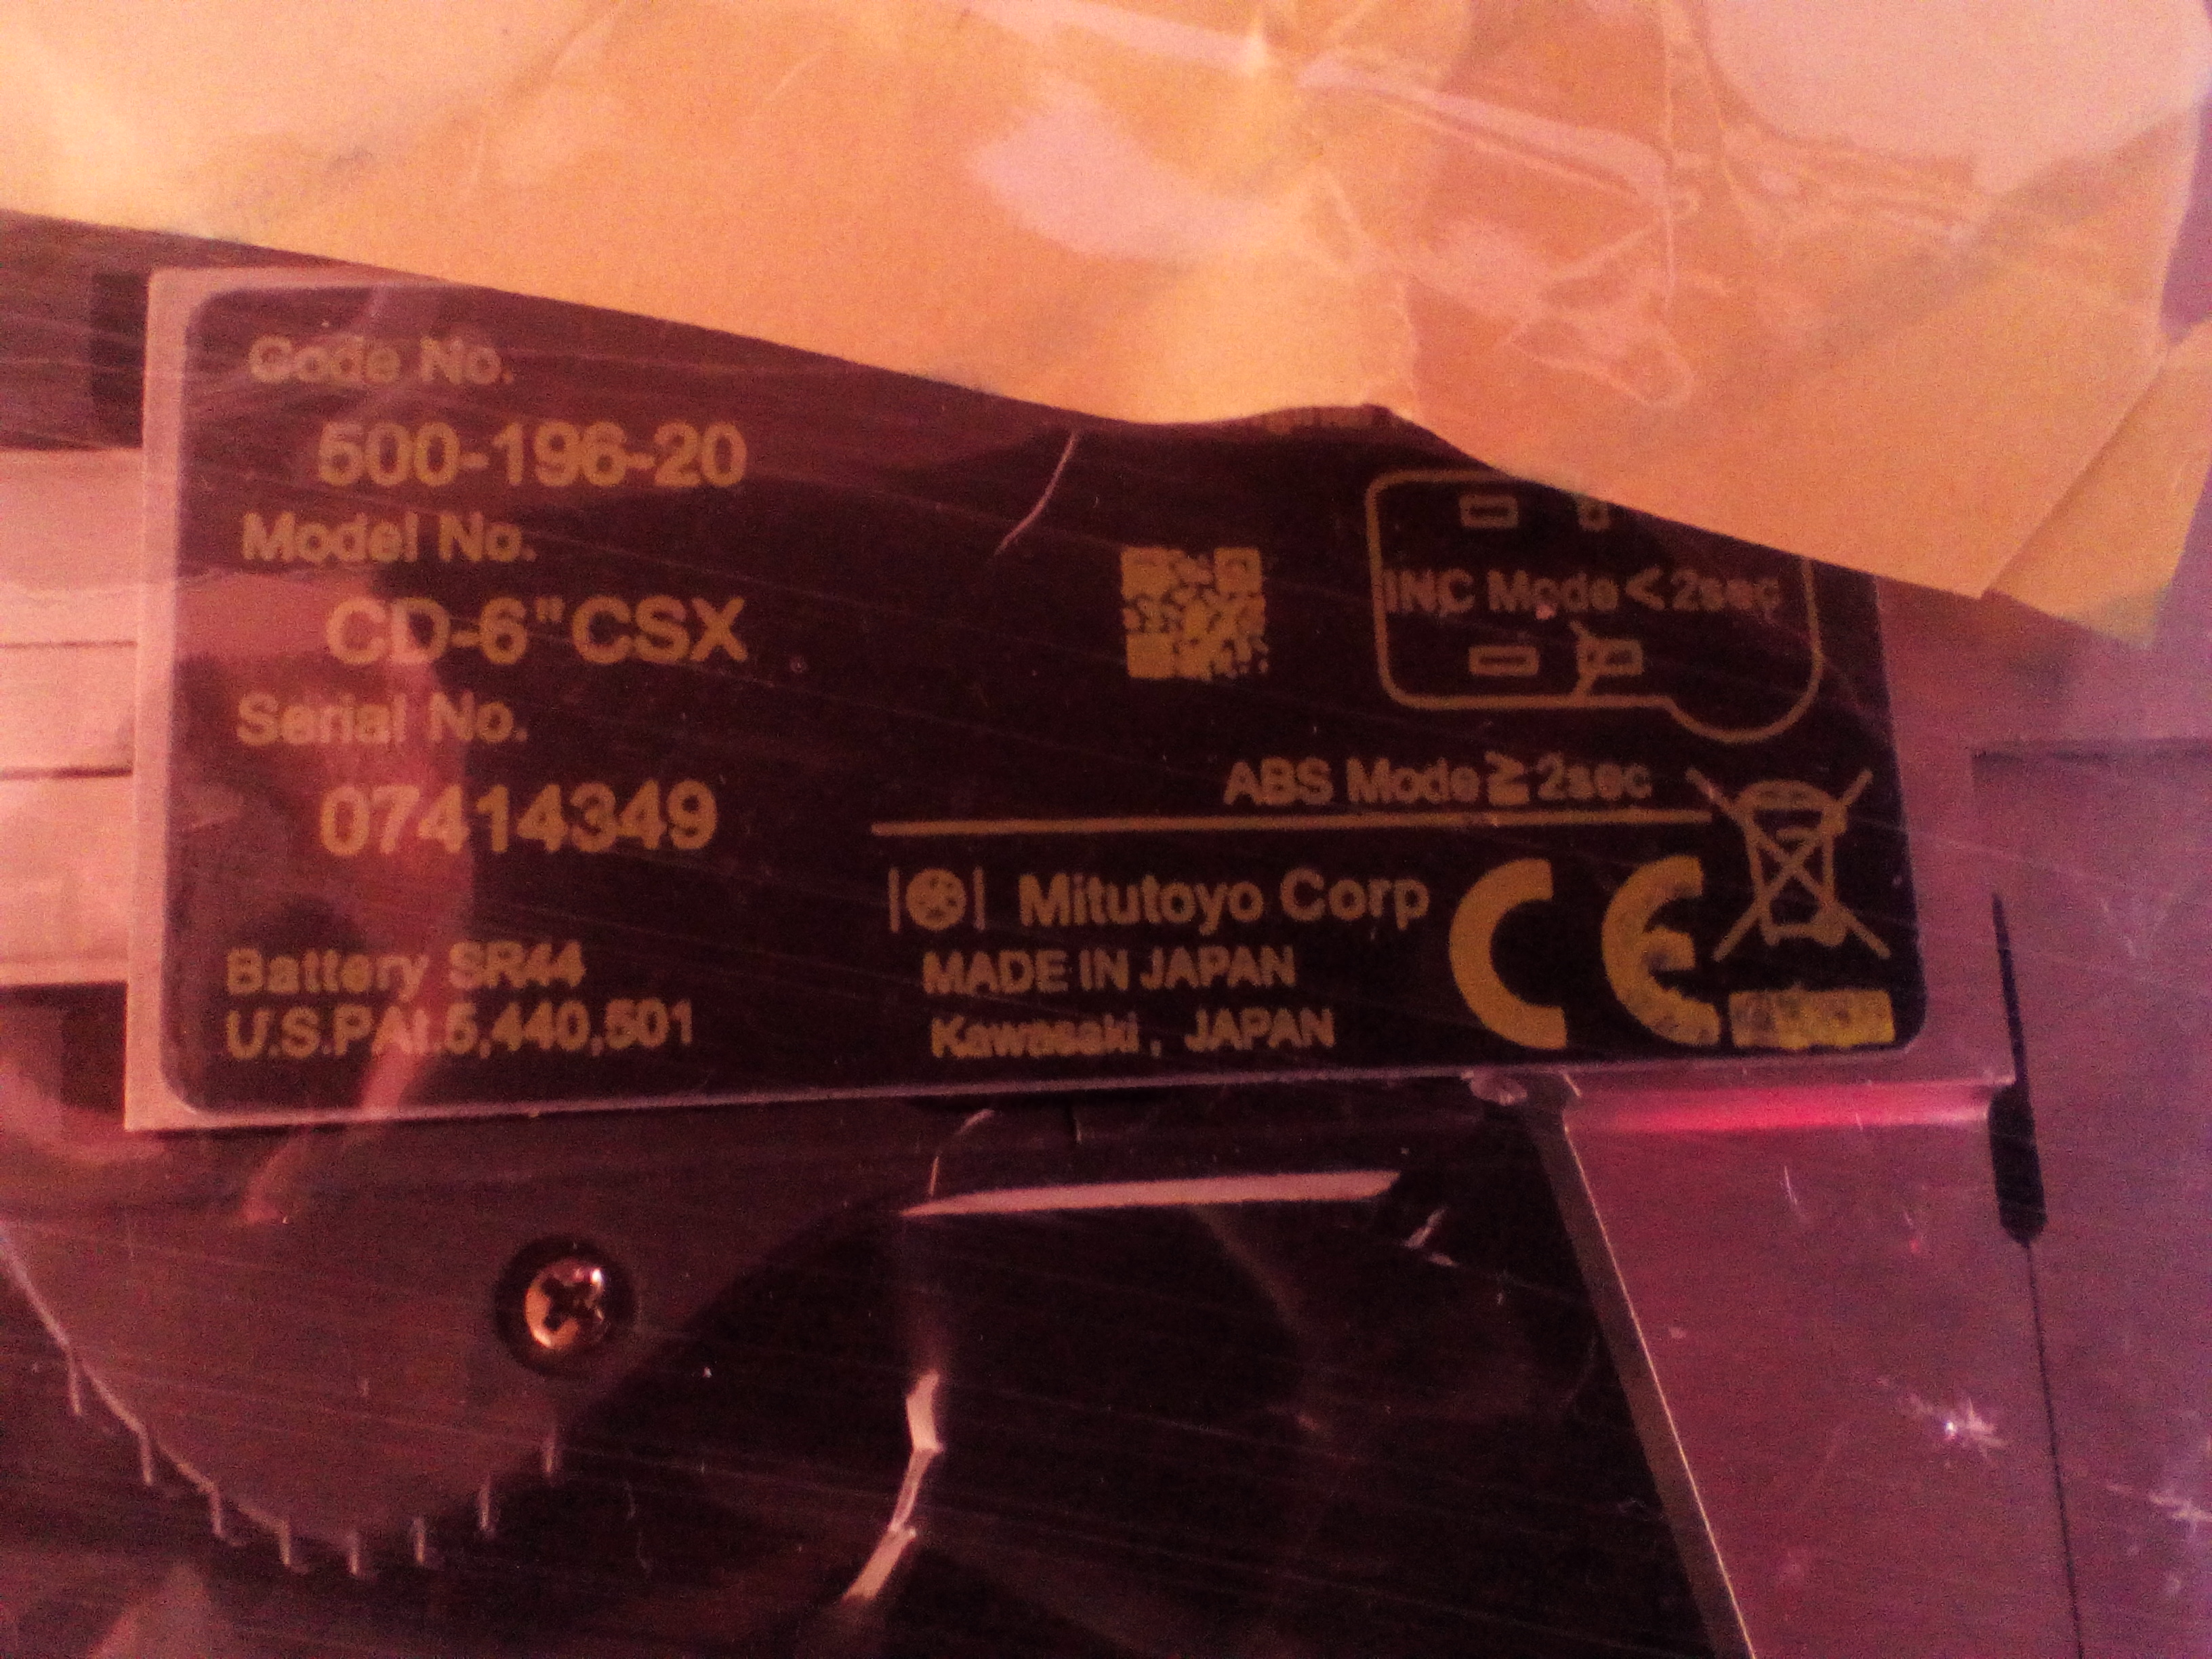 Code No.
500-196-20
Model No.
CD-6"CSX
Serial No.
07414349
Battery SR44
U.S.PAt.5,440,501
INC Mode<2sec
ABS Mode≧2sec
Mitutoyo Corp
MADE IN JAPAN
Kawasaki, JAPAN
CE